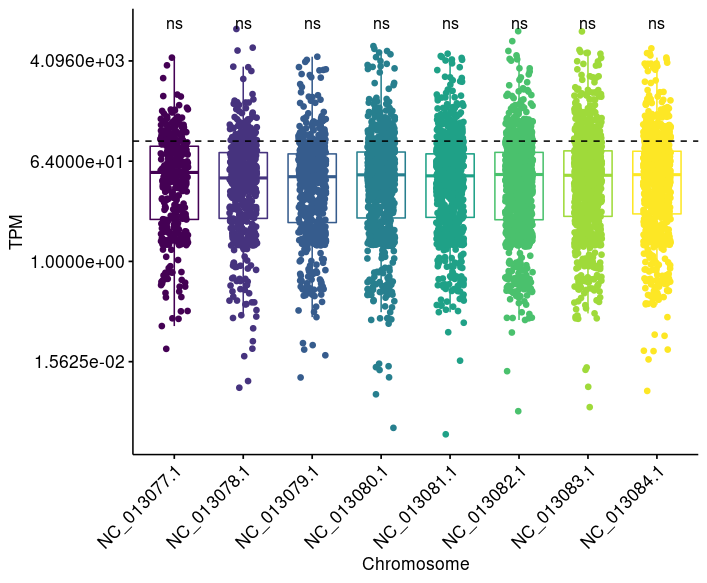 ns ns ns ns ns ns ns ns
4.0960e+03
6.4000e+01
1.0000e+00
1.5625e-02
TPM
NC_013077.1 NC_013078.1 NC_013079.1 NC_013080.1 NC_013081.1 NC_013082.1 NC_013083.1 NC_013084.1
Chromosome